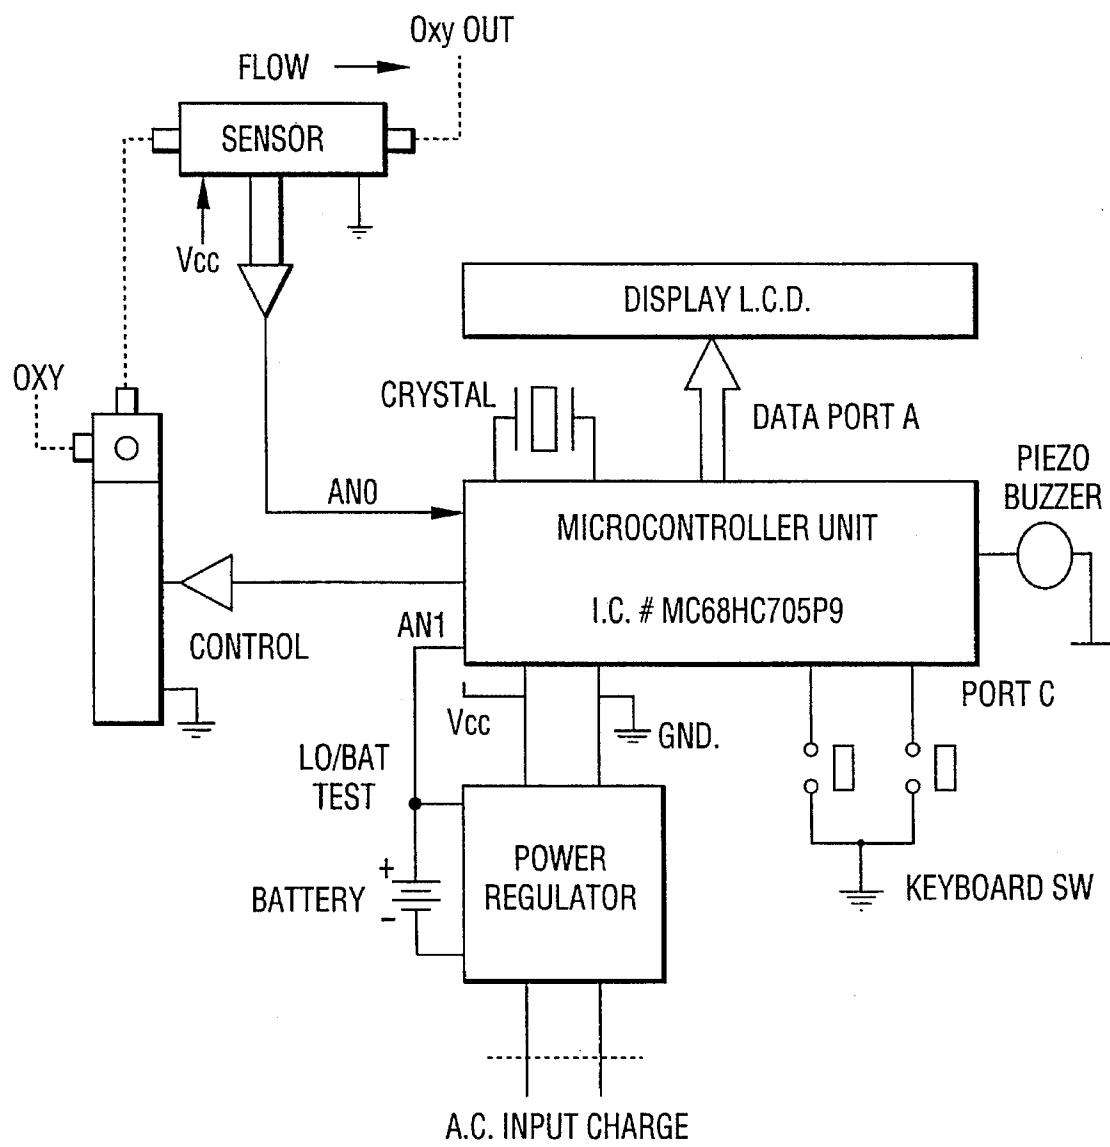 Oxy OUT
FLOW
SENSOR
Vcc
DISPLAY L.C.D.
OXY
CRYSTAL
DATA PORT A
PIEZO
BUZZER
AN0
MICROCONTROLLER UNIT
I.C. # MC68HC705P9
AN1
CONTROL
PORT C
Vcc
GND.
LO/BAT
TEST
+
BATTERY
-
POWER
REGULATOR
KEYBOARD SW
A.C. INPUT CHARGE